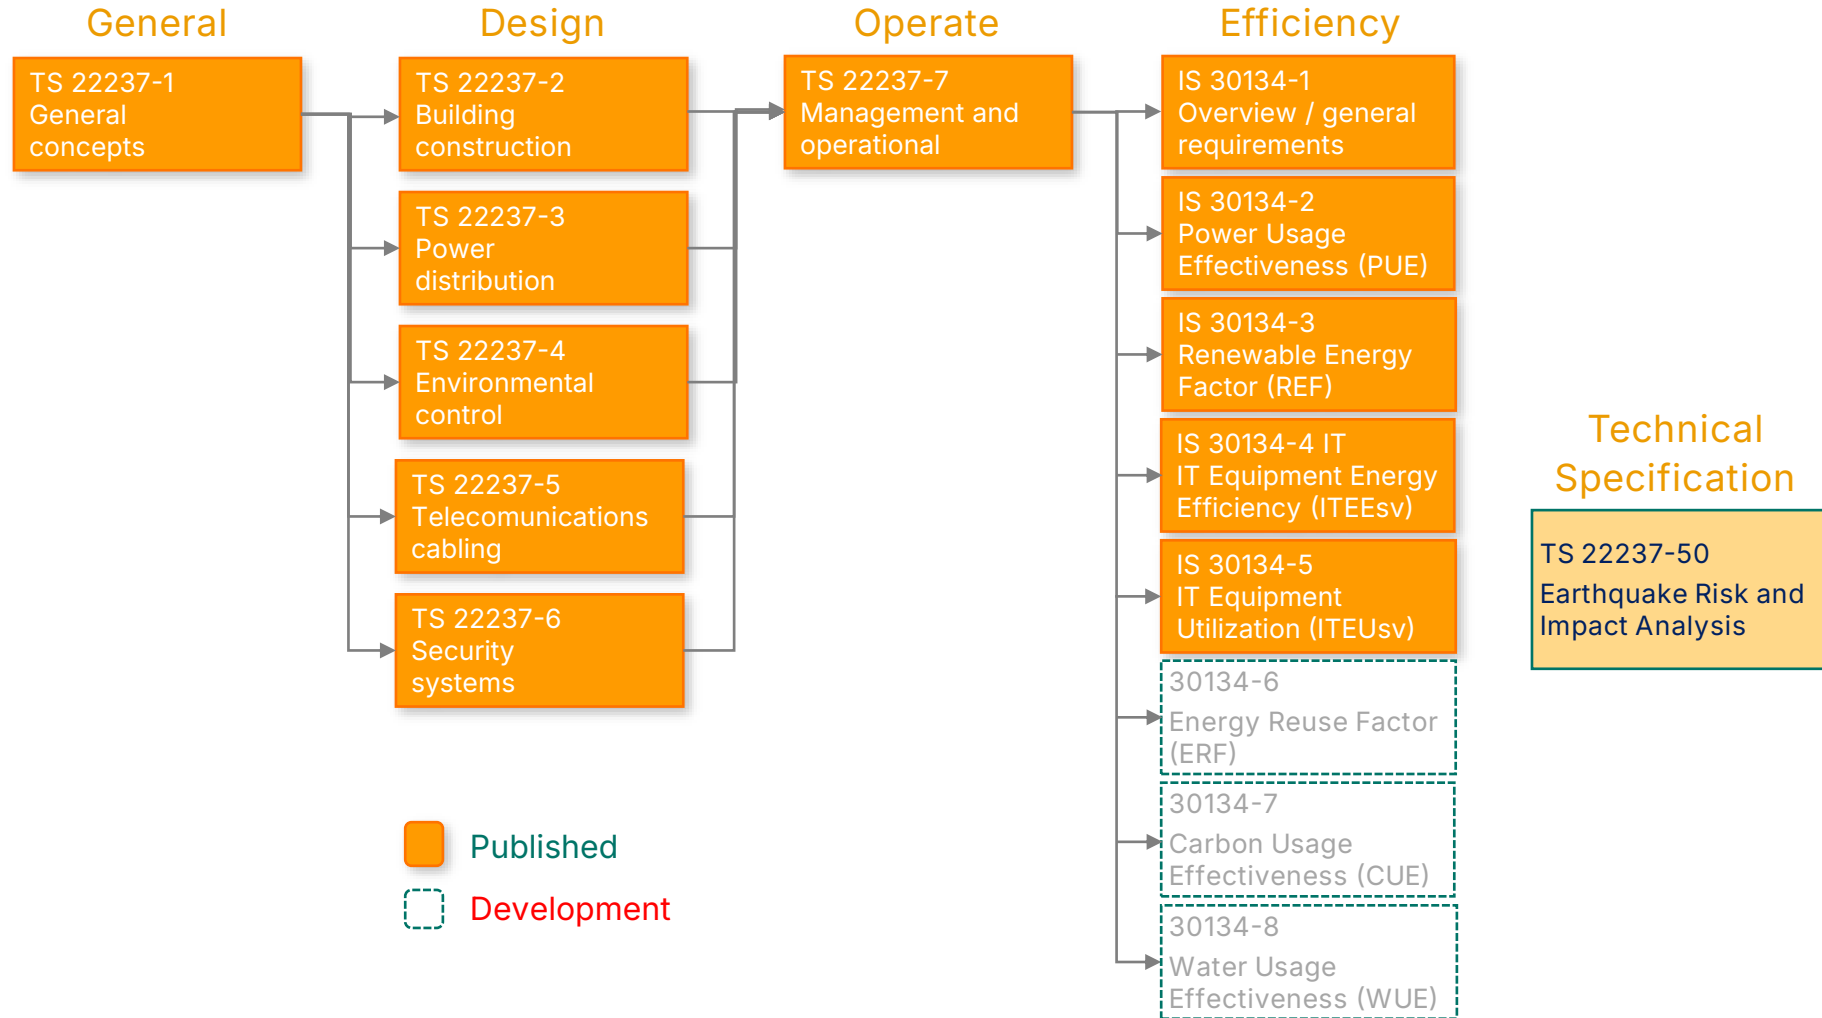 General
TS 22237-1
General
concepts
Design
TS 22237-2
Building
construction
TS 22237-3
Power
distribution
TS 22237-4
Environmental
control
TS 22237-5
Telecomunications
cabling
TS 22237-6
Security
systems
Operate
TS 22237-7
Management and
operational
Efficiency
IS 30134-1
Overview / general
requirements
IS 30134-2
Power Usage
Effectiveness (PUE)
IS 30134-3
Renewable Energy
Factor (REF)
IS 30134-4 IT
IT Equipment Energy
Efficiency (ITEEsv)
IS 30134-5
IT Equipment
Utilization (ITEUsv)
30134-6
Energy Reuse Factor
(ERF)
30134-7
Carbon Usage
Effectiveness (CUE)
30134-8
Water Usage
Effectiveness (WUE)
Technical
Specification
TS 22237-50
Earthquake Risk and
Impact Analysis
Published
Development